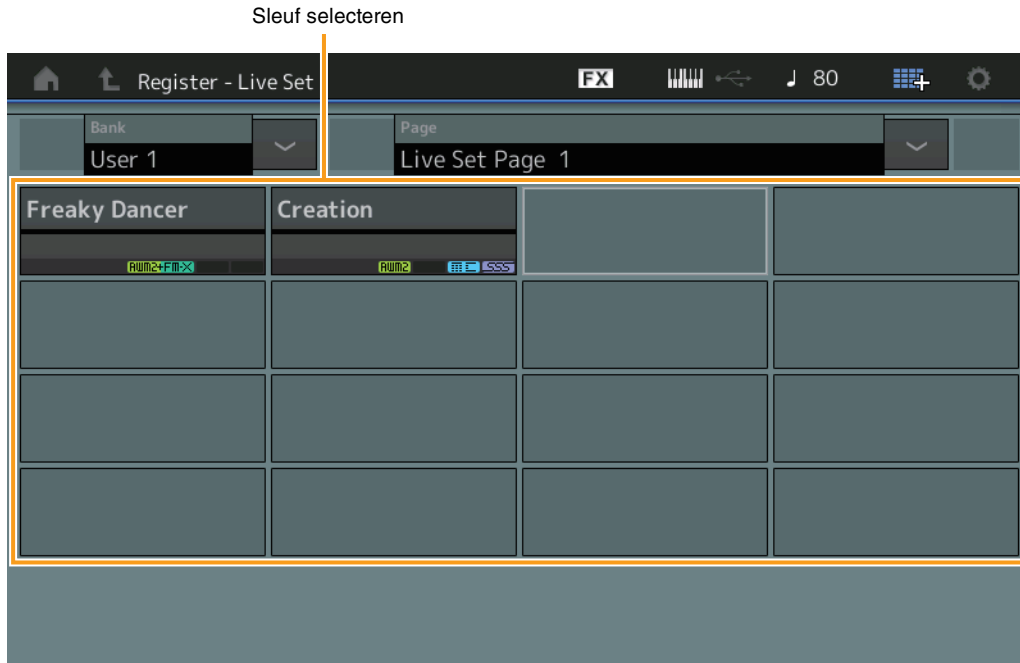 Sleuf selecteren
Register - Live Set
FX
80
Bank
User 1
Page
Live Set Page 1
Freaky Dancer
Creation
AWM2+FM-X
AWM2
SSS